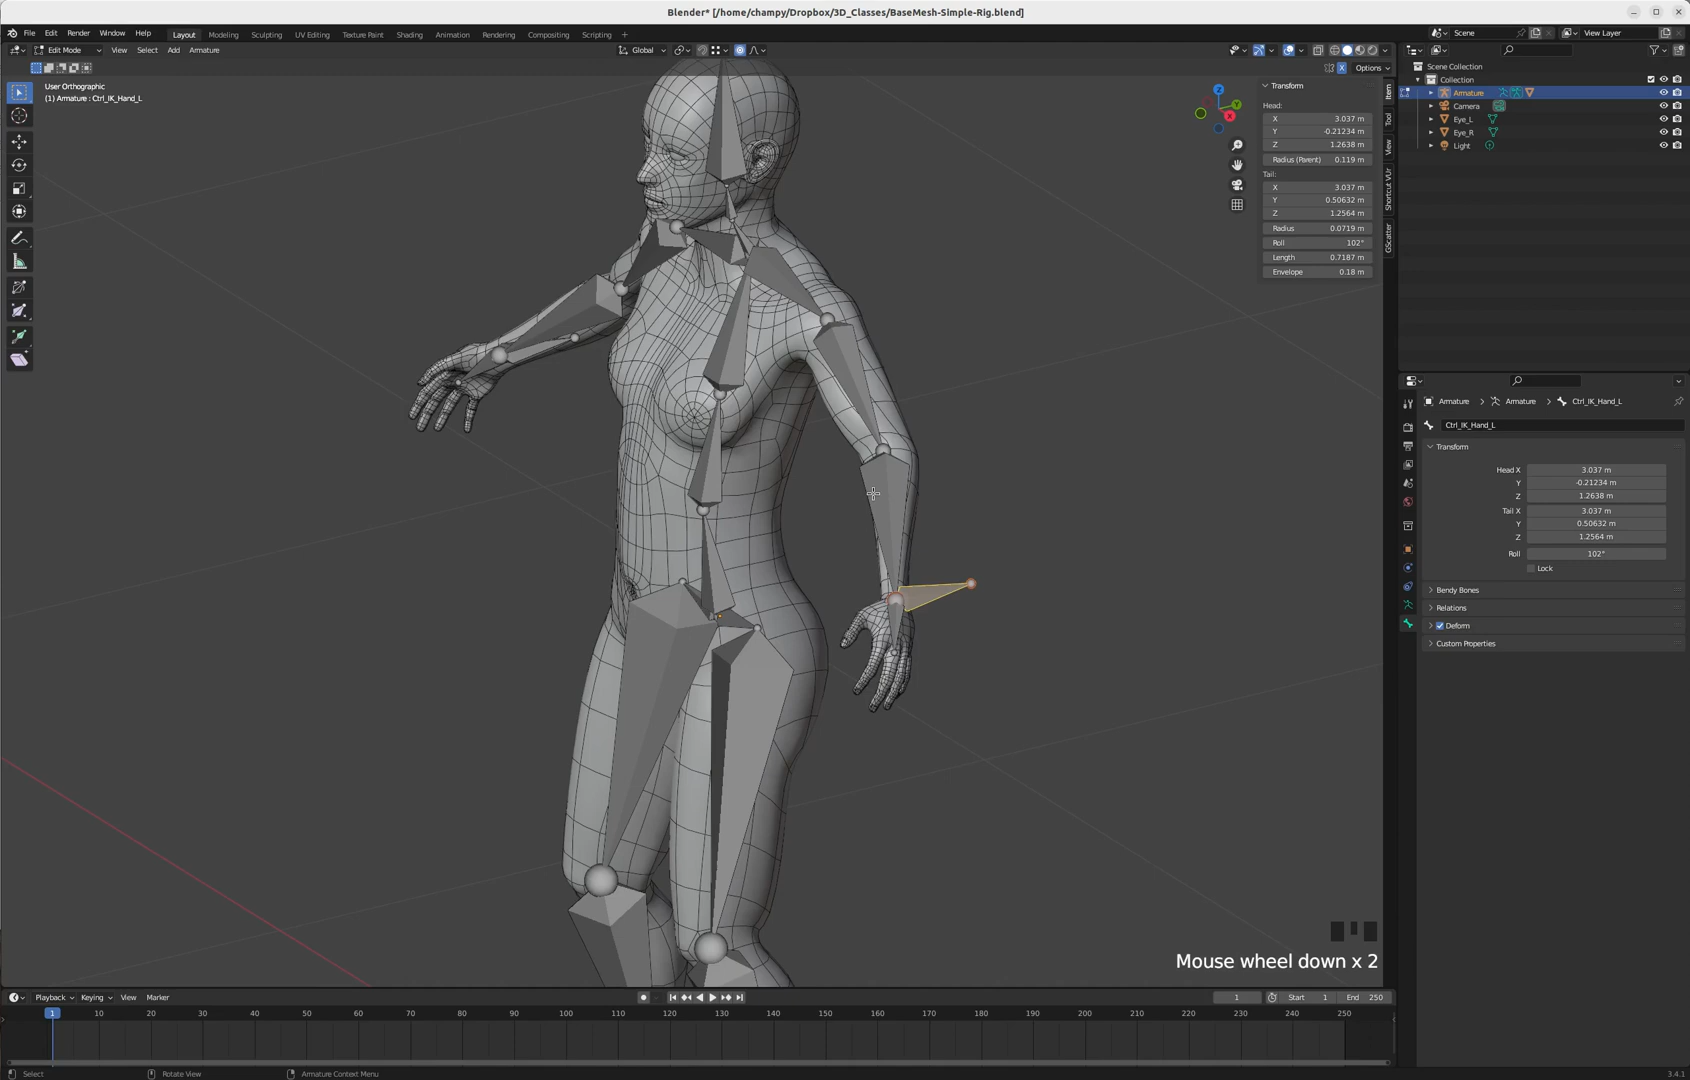 Blender* [/home/champy/Dropbox/3D_Classes/BaseMesh-Simple-Rig.blend]
File Edit Render Window Help Layout Modeling Sculpting UV Editing Texture Paint Shading Animation Rendering Compositing Scripting + Scene View Layer
Edit Mode View Select Add Armature Global
X Options
User Orthographic
(1) Armature : Ctrl_IK_Hand_L
Z
Y
X
Transform
Head:
X 3.037 m
Y -0.21234 m
Z 1.2638 m
Radius (Parent) 0.119 m
Tail:
X 3.037 m
Y 0.50632 m
Z 1.2564 m
Radius 0.0719 m
Roll 102°
Length 0.7187 m
Envelope 0.18 m
Item
Tool
View
Shortcut VUr
GScatter
Scene Collection
Collection
Armature
Camera
Eye_L
Eye_R
Light
Armature > Armature > Ctrl_IK_Hand_L
Ctrl_IK_Hand_L
Transform
Head X 3.037 m
Y -0.21234 m
Z 1.2638 m
Tail X 3.037 m
Y 0.50632 m
Z 1.2564 m
Roll 102°
Lock
Bendy Bones
Relations
Deform
Custom Properties
Mouse wheel down x 2
Playback Keying View Marker 1 Start 1 End 250
1 10 20 30 40 50 60 70 80 90 100 110 120 130 140 150 160 170 180 190 200 210 220 230 240 250
Select Rotate View Armature Context Menu 3.4.1